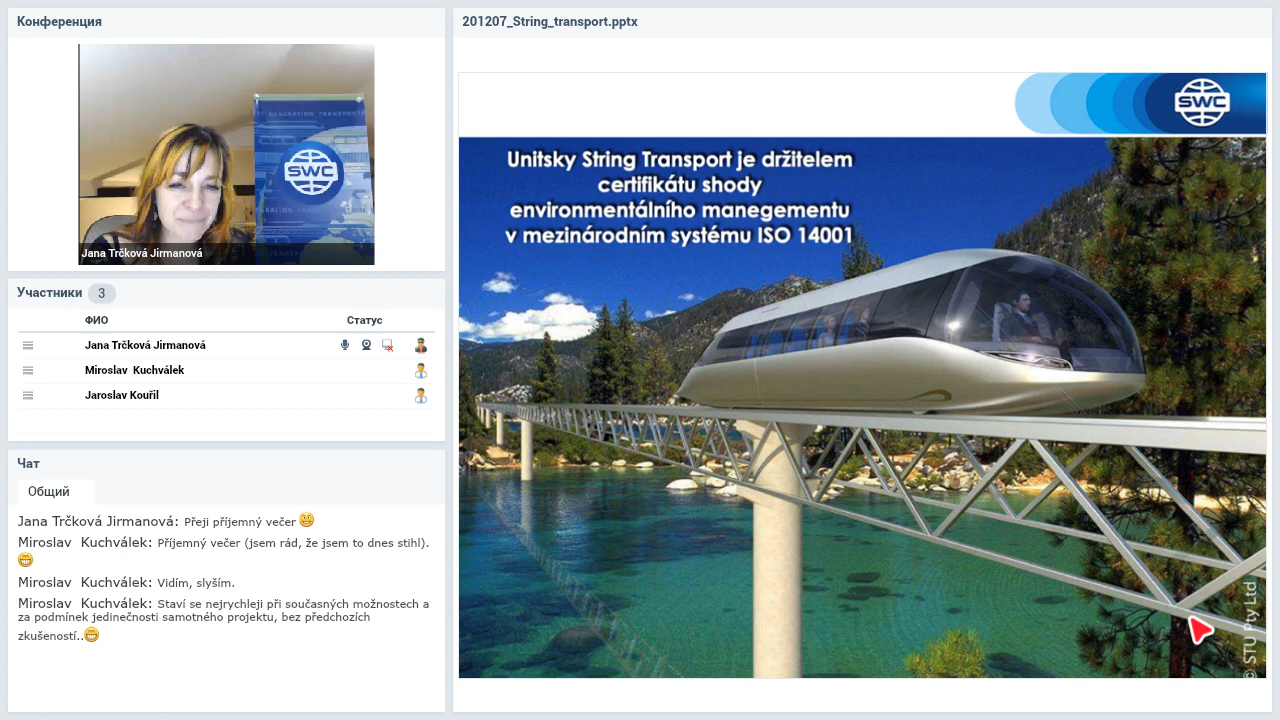 Конференция
Jana Trčková Jirmanová
SWC
Участники 3
ФИО Статус
Jana Trčková Jirmanová
Miroslav Kuchválek
Jaroslav Kouřil
Чат
Общий
Jana Trčková Jirmanová: Přeji příjemný večer
Miroslav Kuchválek: Příjemný večer (jsem rád, že jsem to dnes stihl).
Miroslav Kuchválek: Vidím, slyším.
Miroslav Kuchválek: Staví se nejrychleji při současných možnostech a
za podmínek jedinečnosti samotného projektu, bez předchozích
zkušeností..
201207_String_transport.pptx
SWC
Unitsky String Transport je držitelem
certifikátu shody
environmentálního manegementu
v mezinárodním systému ISO 14001
© STU Pty Ltd